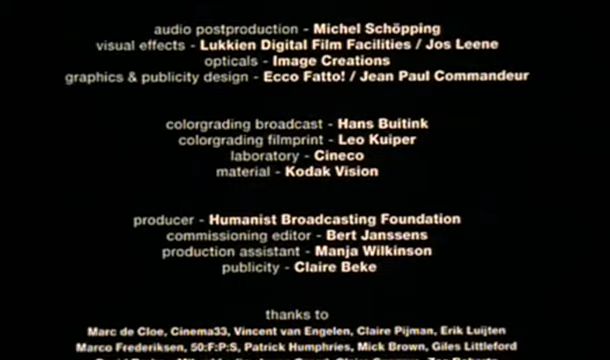 audio postproduction - Michel Schöpping
visual effects - Lukkien Digital Film Facilities / Jos Leene
opticals - Image Creations
graphics & publicity design - Ecco Fatto! / Jean Paul Commandeur
colorgrading broadcast - Hans Buitink
colorgrading filmprint - Leo Kuiper
laboratory - Cineco
material - Kodak Vision
producer - Humanist Broadcasting Foundation
commissioning editor - Bert Janssens
production assistant - Manja Wilkinson
publicity - Claire Beke
thanks to
Marc de Cloe, Cinema33, Vincent van Engelen, Claire Pijman, Erik Luijten
Marco Frederiksen, 50:F:P:S, Patrick Humphries, Mick Brown, Giles Littleford